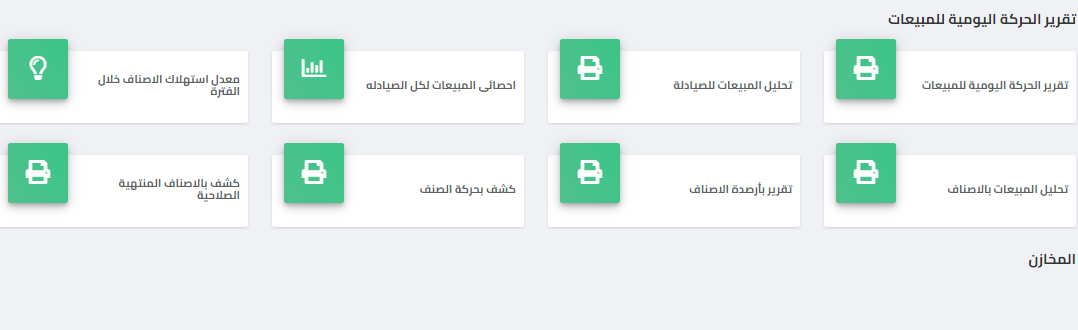 تقرير الحركة اليومية للمبيعات
تقرير الحركة اليومية للمبيعات
تحليل المبيعات للصيادلة
احصائى المبيعات لكل الصيادله
معدل استهلاك الاصناف خلال
الفترة
تحليل المبيعات بالاصناف
تقرير بأرصدة الاصناف
كشف بحركة الصنف
كشف بالاصناف المنتهية
الصلاحية
المخازن